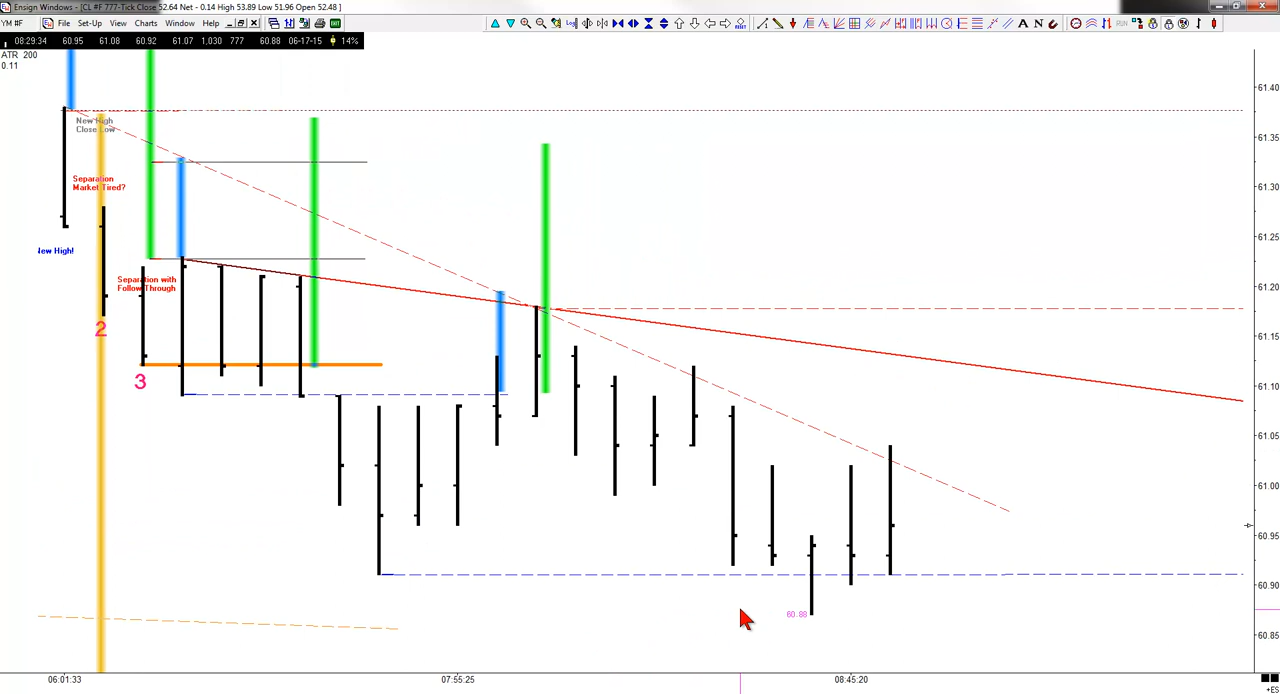 Ensign Windows - [CL #F 777-Tick Close 52.64 Net - 0.14 High 53.89 Low 51.96 Open 52.48]
YM #F File Set-Up View Charts Window Help
08:29:34 60.95 61.08 60.92 61.07 1,030 777 60.88 06-17-15 14%
ATR 200
0.11
New High
Close Low
Separation
Market Tired?
New High!
Separation with
Follow Through
2
3
60.88
61.40
61.35
61.30
61.25
61.20
61.15
61.10
61.05
61.00
60.95
60.90
60.85
06:01:33 07:55:25 08:45:20
+ES